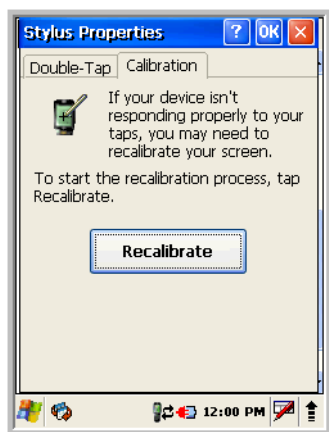 Stylus Properties ? OK X
Double-Tap Calibration
If your device isn't
responding properly to your
taps, you may need to
recalibrate your screen.
To start the recalibration process, tap
Recalibrate.
Recalibrate
12:00 PM